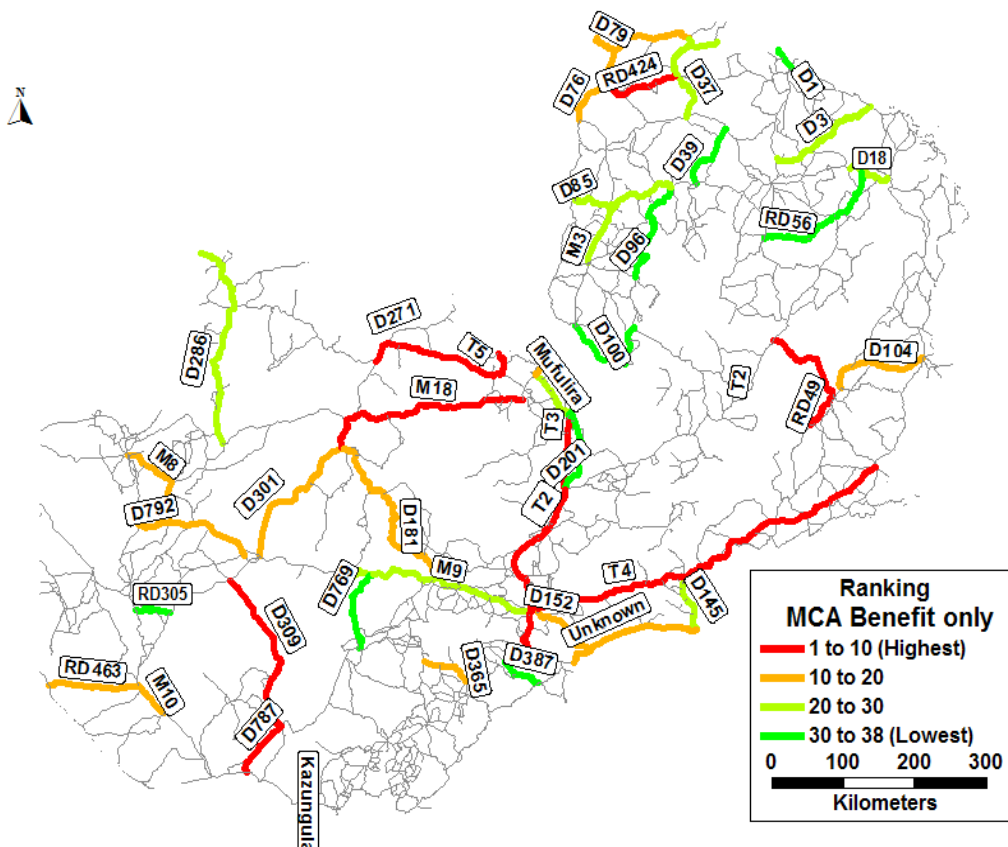 D79
RD424
D76
D37
D1
D3
N
D39
D18
D85
RD56
M3
D96
D271
D286
D100
T5
Mufulira
D104
T2
M18
RD49
T3
D201
M8
D301
T2
D792
D181
M9
T4
D769
D145
RD305
D152
Unknown
D309
D387
RD463
D365
M10
D787
Kazungula
Ranking
MCA Benefit only
1 to 10 (Highest)
10 to 20
20 to 30
30 to 38 (Lowest)
0 100 200 300
Kilometers